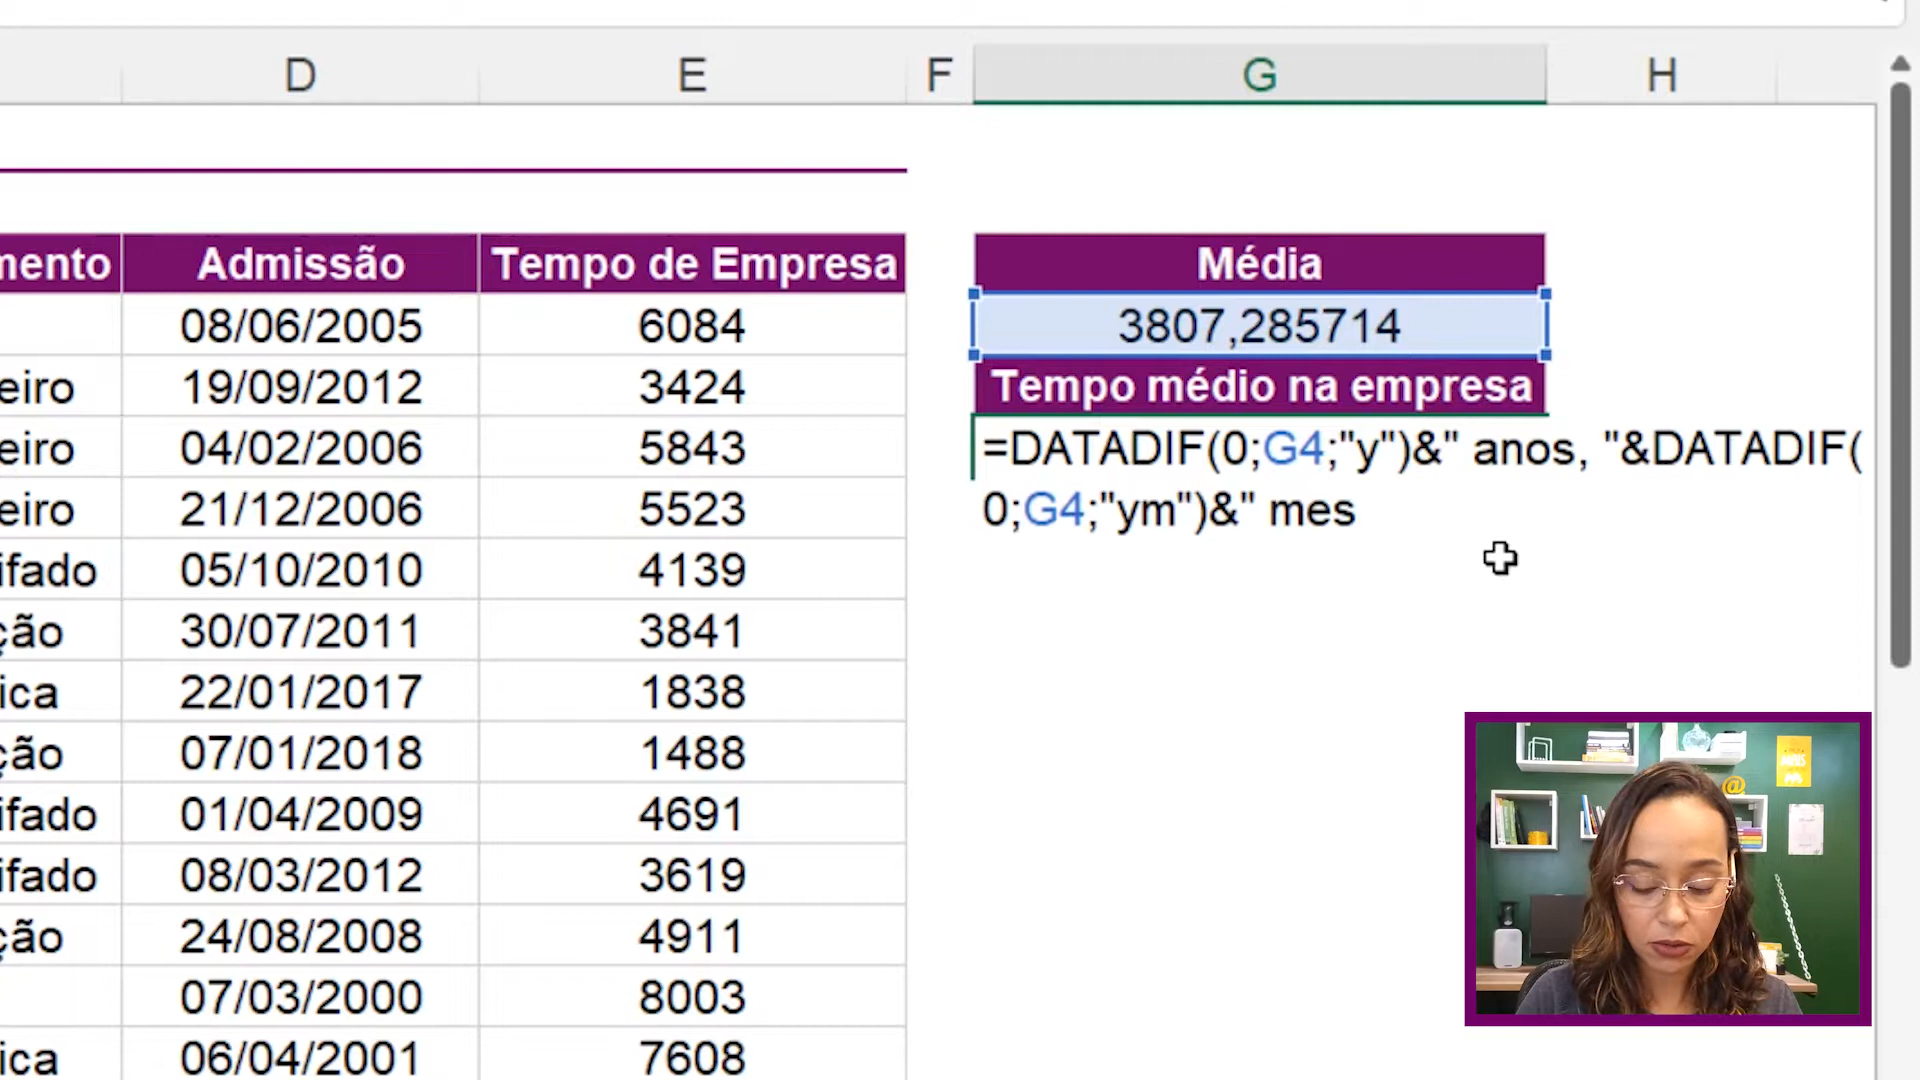 D E F G H
mento Admissão Tempo de Empresa Média
08/06/2005 6084 3807,285714
eiro 19/09/2012 3424 Tempo médio na empresa
eiro 04/02/2006 5843 =DATADIF(0;G4;"y")&" anos, "&DATADIF(
eiro 21/12/2006 5523 0;G4;"ym")&" mes
ifado 05/10/2010 4139
ção 30/07/2011 3841
ica 22/01/2017 1838
ção 07/01/2018 1488
ifado 01/04/2009 4691
ifado 08/03/2012 3619
ção 24/08/2008 4911
07/03/2000 8003
ica 06/04/2001 7608
@